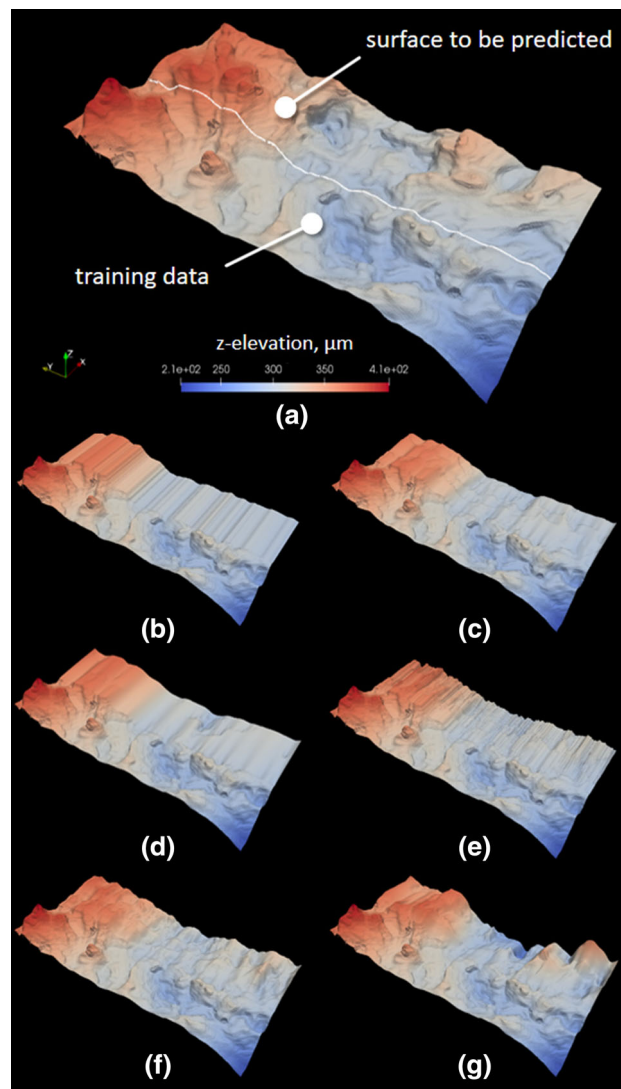 surface to be predicted
training data
z-elevation, µm
2.1e+02 250 300 350 4.1e+02
Z
Y X
(a)
(b) (c)
(d) (e)
(f) (g)